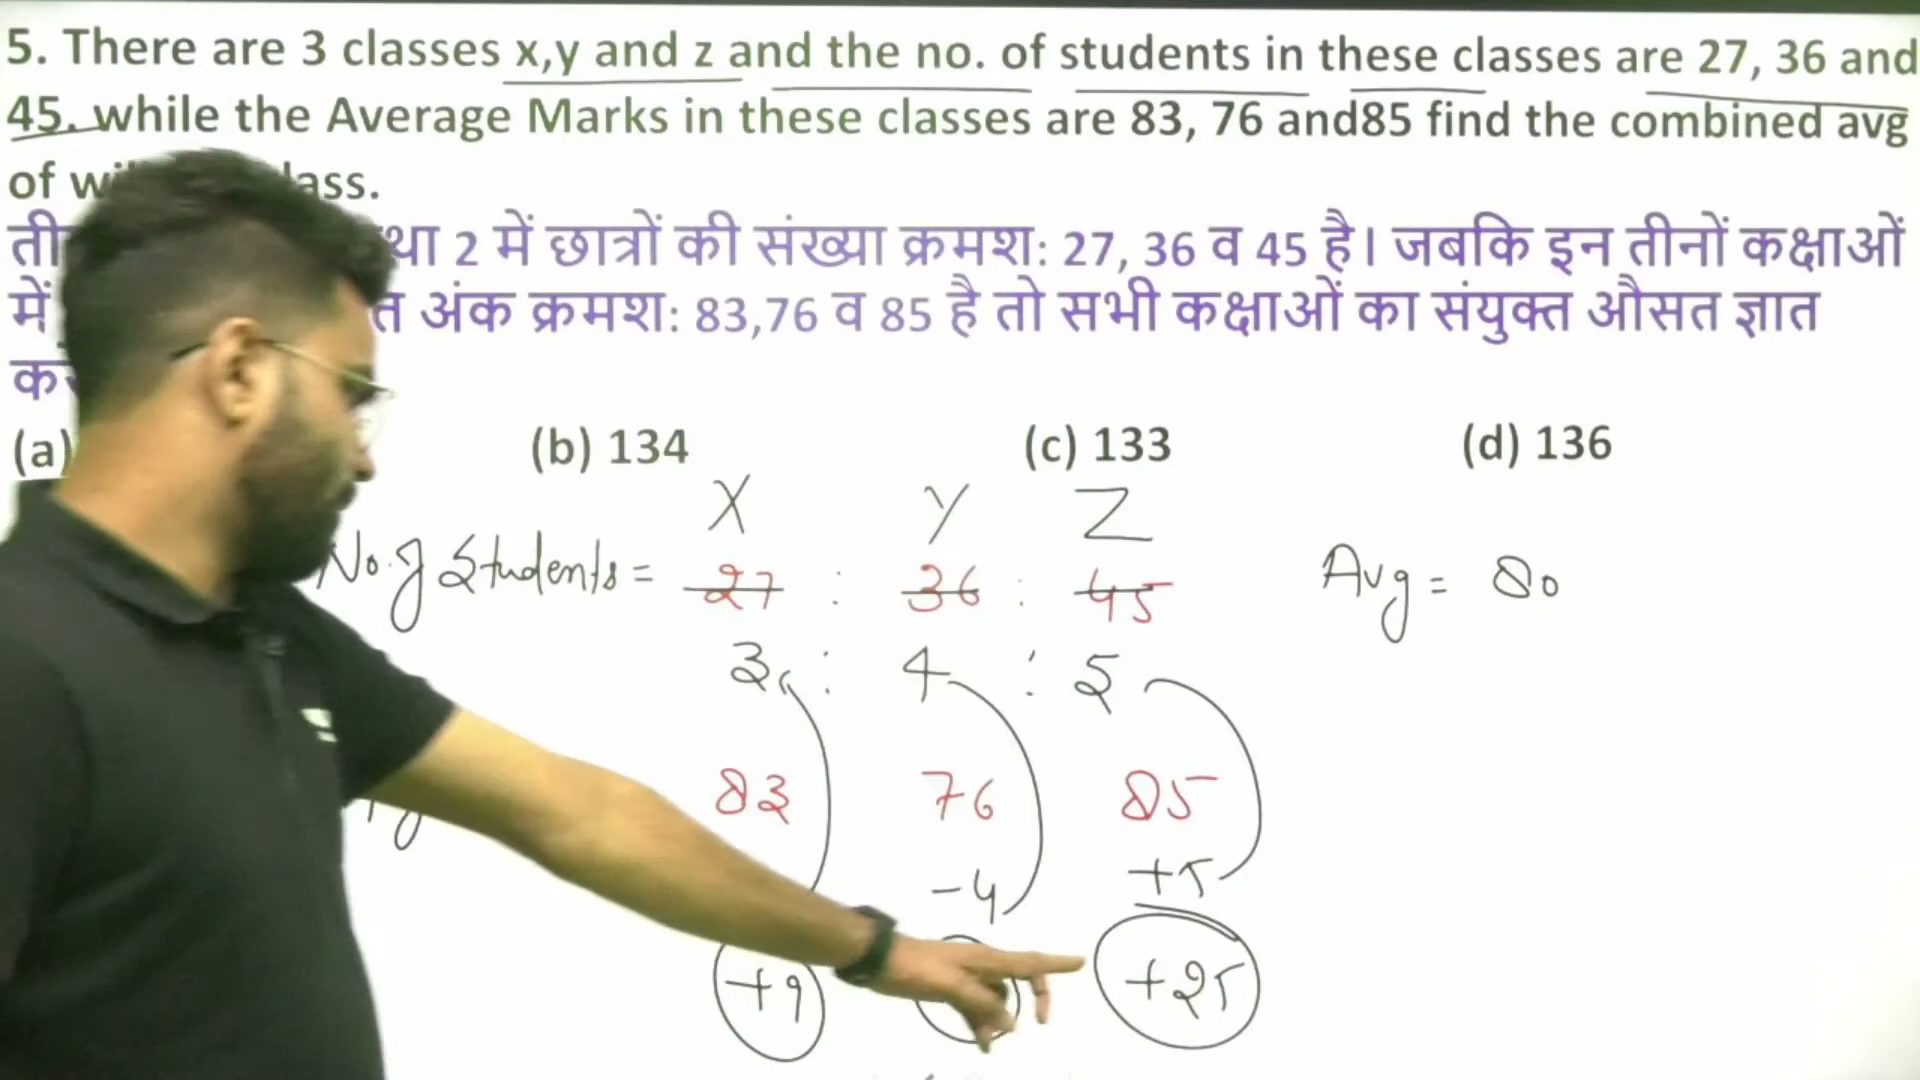 5. There are 3 classes x,y and z and the no. of students in these classes are 27, 36 and
45. while the Average Marks in these classes are 83, 76 and85 find the combined avg
of
था 2 में छात्रों की संख्या क्रमश: 27, 36 व 45 है। जबकि इन तीनों कक्षाओं
में अंक क्रमश: 83,76 व 85 है तो सभी कक्षाओं का संयुक्त औसत ज्ञात
(a) (b) 134 (c) 133 (d) 136
X Y Z
No. of Students = 27 : 36 : 45 Avg = 80
3 : 4 : 5
83 76 85
-4 +5
+9 +25